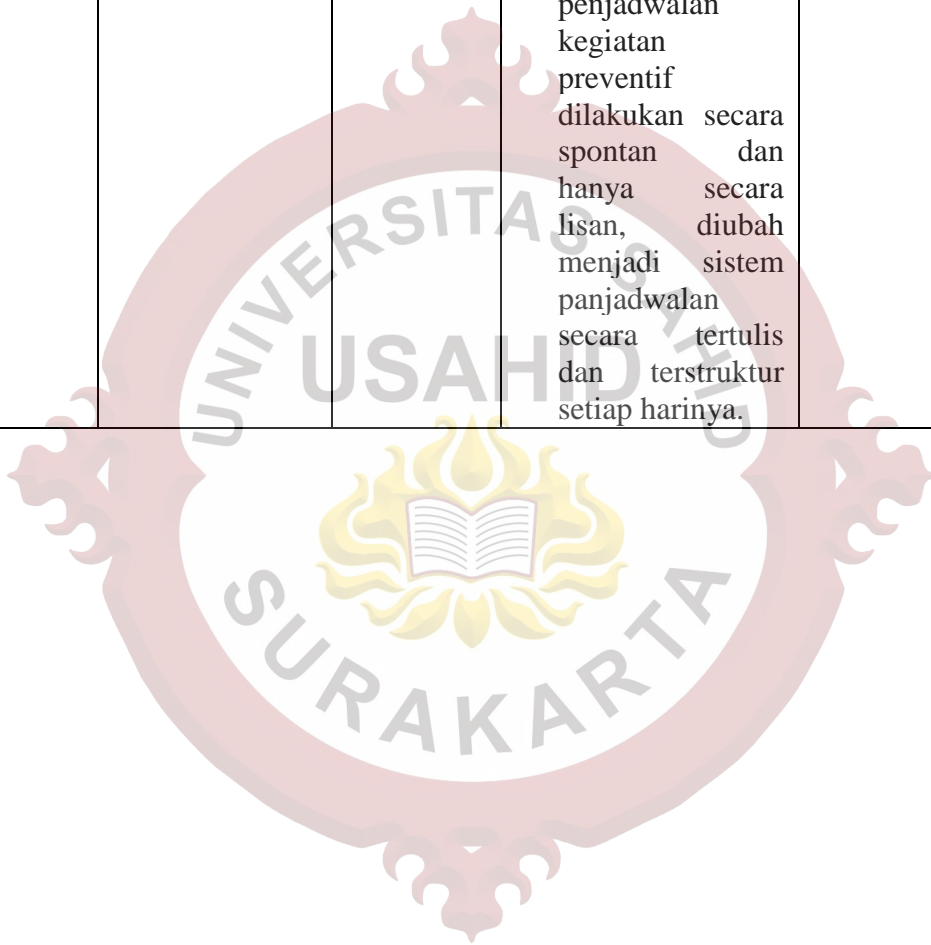 penjadwalan
kegiatan
preventif
dilakukan secara
spontan dan
hanya secara
lisan, diubah
menjadi sistem
panjadwalan
secara tertulis
dan terstruktur
setiap harinya.
UNIVERSITAS SAHID
USAHID
SURAKARTA